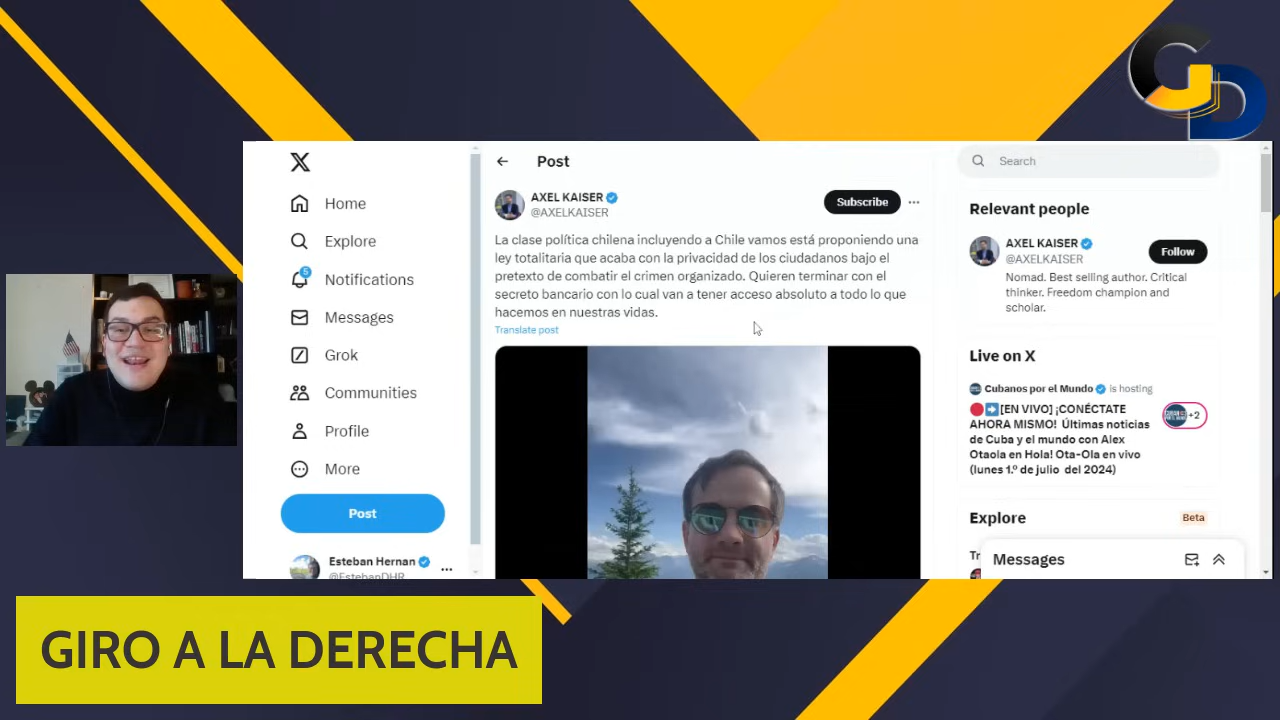 GD
Post
AXEL KAISER
@AXELKAISER
Subscribe
La clase política chilena incluyendo a Chile vamos está proponiendo una
ley totalitaria que acaba con la privacidad de los ciudadanos bajo el
pretexto de combatir el crimen organizado. Quieren terminar con el
secreto bancario con lo cual van a tener acceso absoluto a todo lo que
hacemos en nuestras vidas.
Translate post
Home
Explore
5
Notifications
Messages
Grok
Communities
Profile
More
Post
Esteban Hernan
@EstebanDHR
Search
Relevant people
AXEL KAISER
@AXELKAISER
Follow
Nomad. Best selling author. Critical
thinker. Freedom champion and
scholar.
Live on X
Cubanos por el Mundo is hosting
[EN VIVO] ¡CONÉCTATE
AHORA MISMO! Últimas noticias
de Cuba y el mundo con Alex
Otaola en Hola! Ota-Ola en vivo
(lunes 1.º de julio del 2024)
+2
Explore
Beta
Messages
GIRO A LA DERECHA